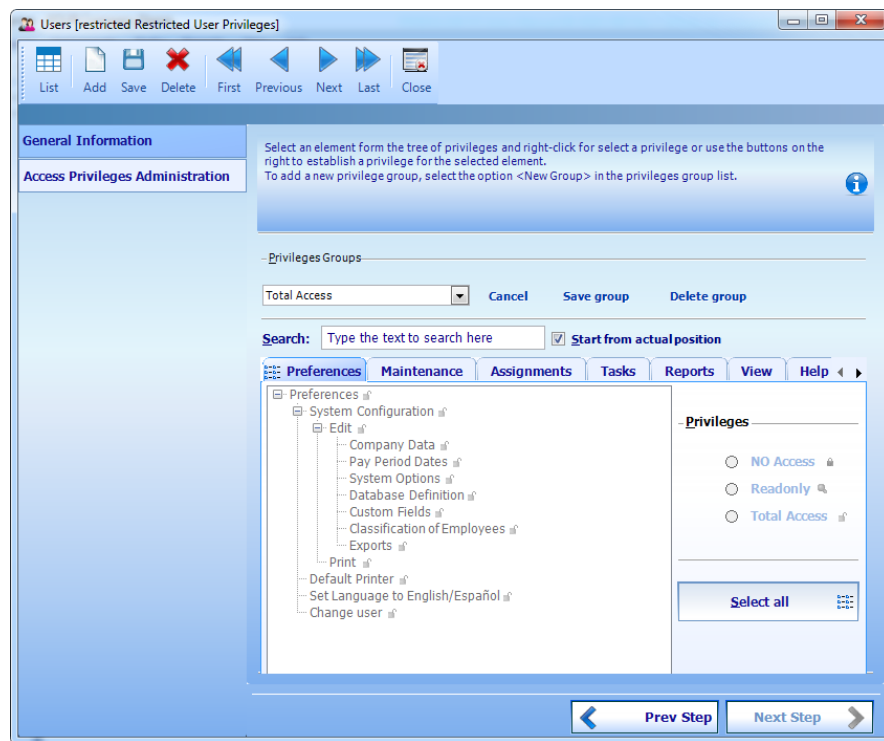 Users [restricted Restricted User Privileges]
List Add Save Delete First Previous Next Last Close
General Information
Access Privileges Administration
Select an element form the tree of privileges and right-click for select a privilege or use the buttons on the
right to establish a privilege for the selected element.
To add a new privilege group, select the option <New Group> in the privileges group list.
Privileges Groups
Total Access Cancel Save group Delete group
Search: Type the text to search here Start from actual position
Preferences Maintenance Assignments Tasks Reports View Help
Preferences
System Configuration
Edit
Company Data
Pay Period Dates
System Options
Database Definition
Custom Fields
Classification of Employees
Exports
Print
Default Printer
Set Language to English/Español
Change user
Privileges
NO Access
Readonly
Total Access
Select all
Prev Step Next Step